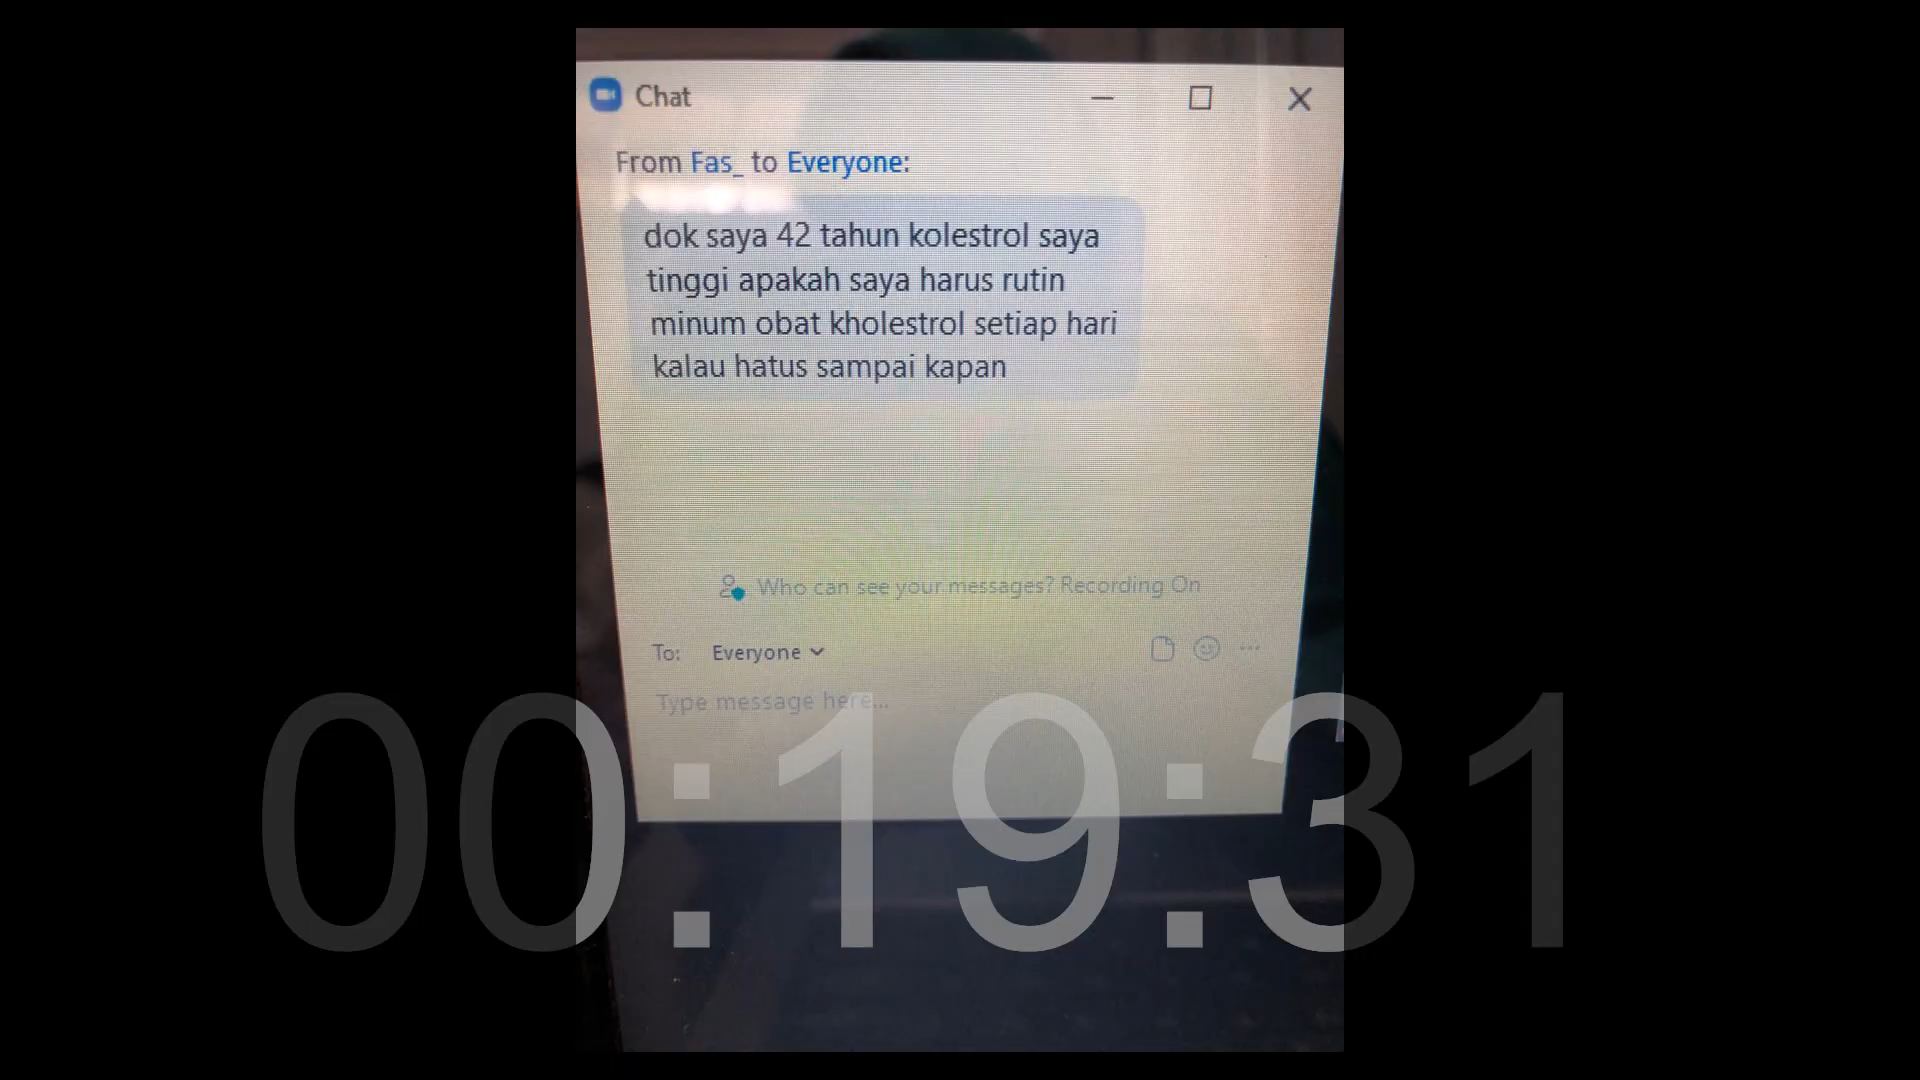 Chat
From Fas_ to Everyone:
dok saya 42 tahun kolestrol saya
tinggi apakah saya harus rutin
minum obat kholestrol setiap hari
kalau hatus sampai kapan
Who can see your messages? Recording On
To: Everyone
Type message here...
00:19:31